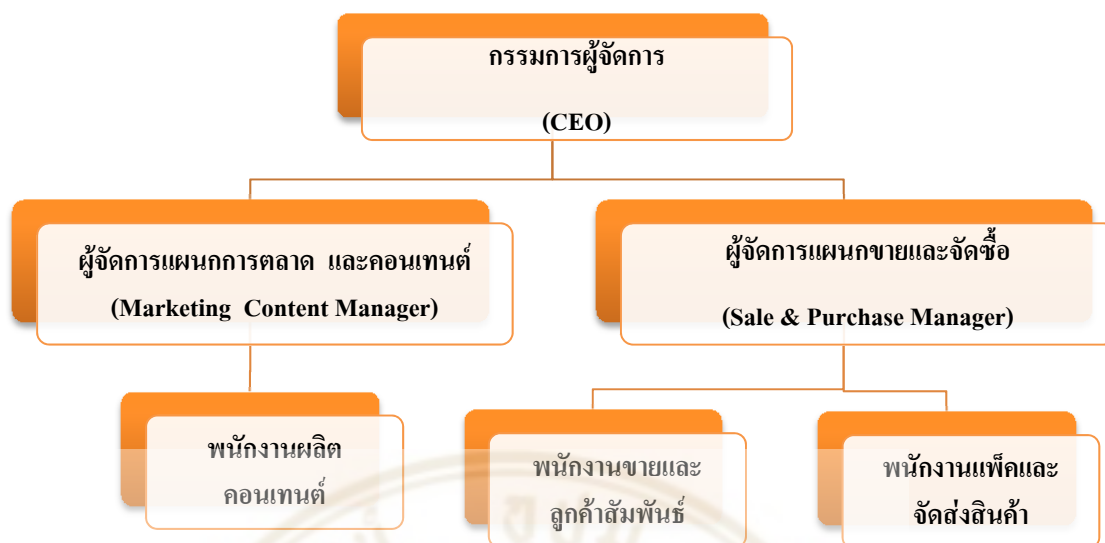 กรรมการผู้จัดการ
(CEO)
ผู้จัดการแผนกการตลาด และคอนเทนต์
(Marketing Content Manager)
ผู้จัดการแผนกขายและจัดซื้อ
(Sale & Purchase Manager)
พนักงานผลิต
คอนเทนต์
พนักงานขายและ
ลูกค้าสัมพันธ์
พนักงานแพ็คและ
จัดส่งสินค้า